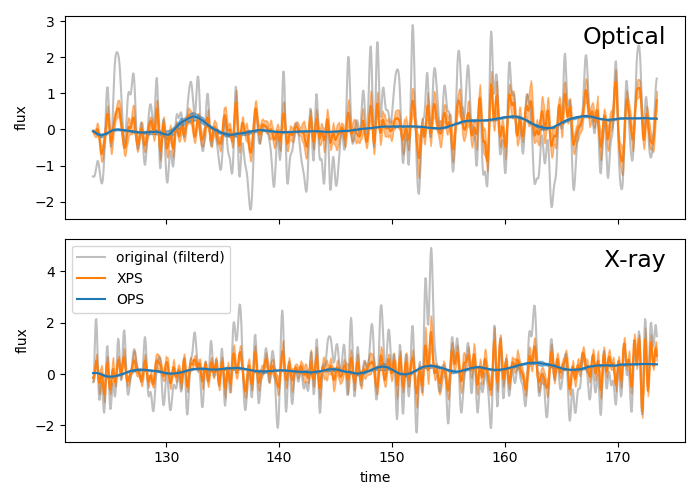 Optical
flux
3
2
1
0
−1
−2
X-ray
original (filterd)
XPS
OPS
flux
4
2
0
−2
130
140
150
160
170
time